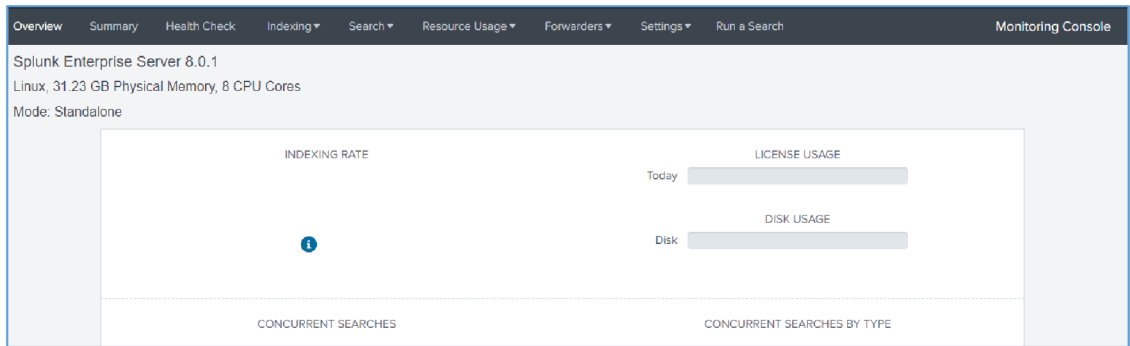 Overview Summary Health Check Indexing Search Resource Usage Forwarders Settings Run a Search Monitoring Console
Splunk Enterprise Server 8.0.1
Linux, 31.23 GB Physical Memory, 8 CPU Cores
Mode: Standalone
INDEXING RATE LICENSE USAGE
Today
DISK USAGE
Disk
CONCURRENT SEARCHES CONCURRENT SEARCHES BY TYPE